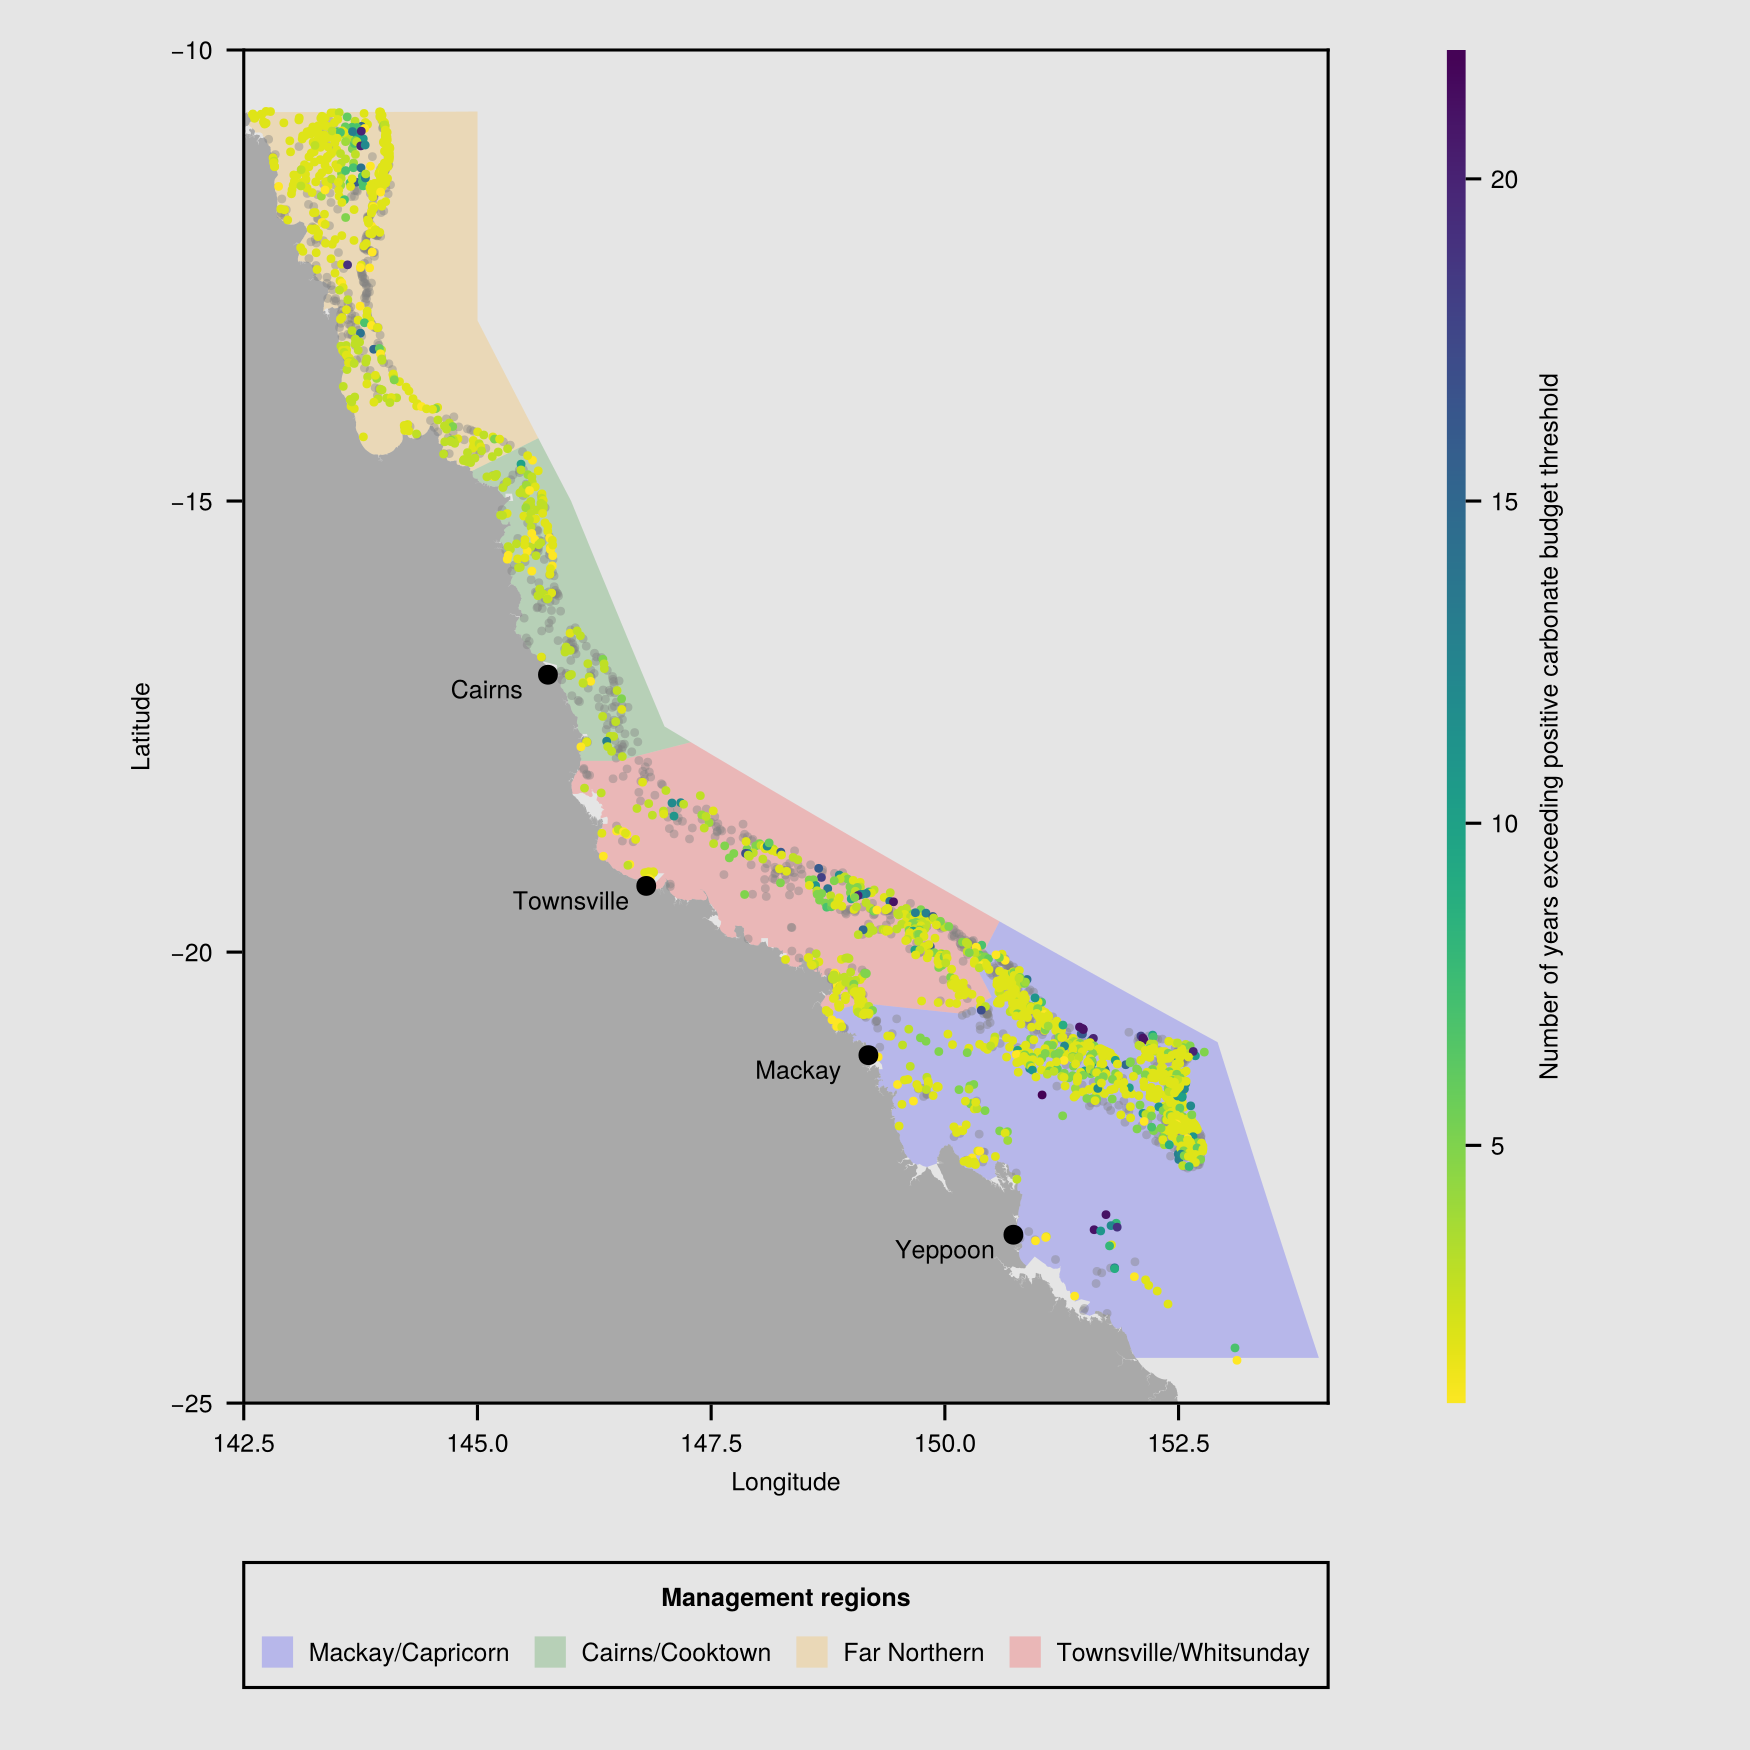 −10
−15
−20
−25
Latitude
142.5
145.0
147.5
150.0
152.5
Longitude
Cairns
Townsville
Mackay
Yeppoon
20
15
10
5
Number of years exceeding positive carbonate budget threshold
Management regions
Mackay/Capricorn
Cairns/Cooktown
Far Northern
Townsville/Whitsunday